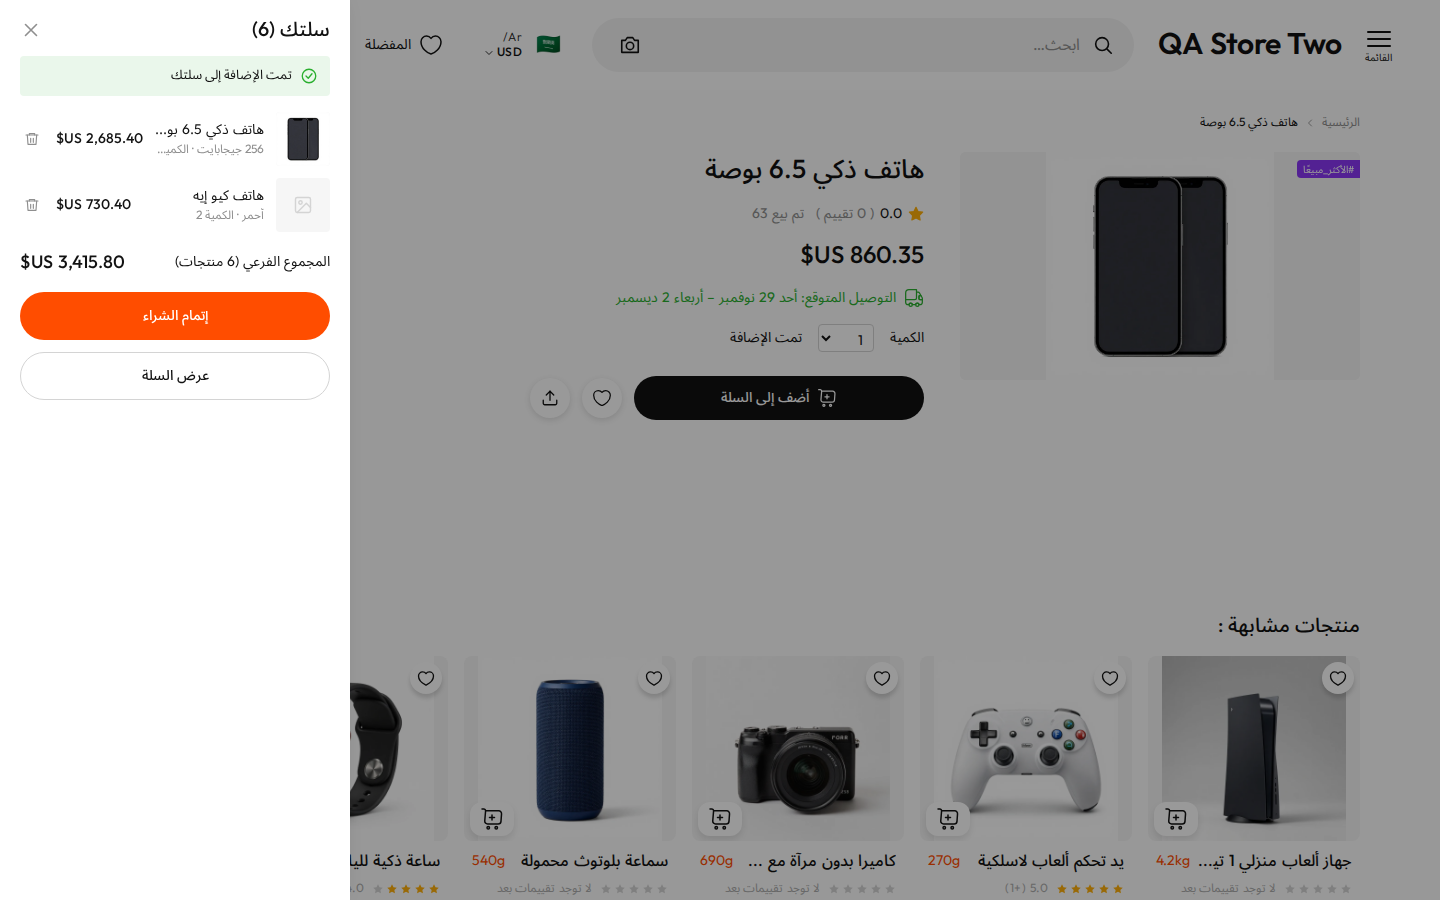 القائمة
QA Store Two
ابحث...
Ar/
USD
المفضلة
الرئيسية › هاتف ذكي 6.5 بوصة
#الأكثر_مبيعًا
هاتف ذكي 6.5 بوصة
0.0 ( 0 تقييم ) تم بيع 63
$US 860.35
التوصيل المتوقع: أحد 29 نوفمبر – أربعاء 2 ديسمبر
الكمية 1 تمت الإضافة
أضف إلى السلة
منتجات مشابهة :
جهاز ألعاب منزلي 1 تيـ... 4.2kg
لا توجد تقييمات بعد
يد تحكم ألعاب لاسلكية 270g
5.0 (1+)
كاميرا بدون مرآة مع ... 690g
لا توجد تقييمات بعد
سماعة بلوتوث محمولة 540g
لا توجد تقييمات بعد
ساعة ذكية لليا
سلتك (6)
تمت الإضافة إلى سلتك
هاتف ذكي 6.5 بو... $US 2,685.40
256 جيجابايت · الكميـ...
هاتف كيو إيه $US 730.40
أحمر · الكمية 2
المجموع الفرعي (6 منتجات) $US 3,415.80
إتمام الشراء
عرض السلة